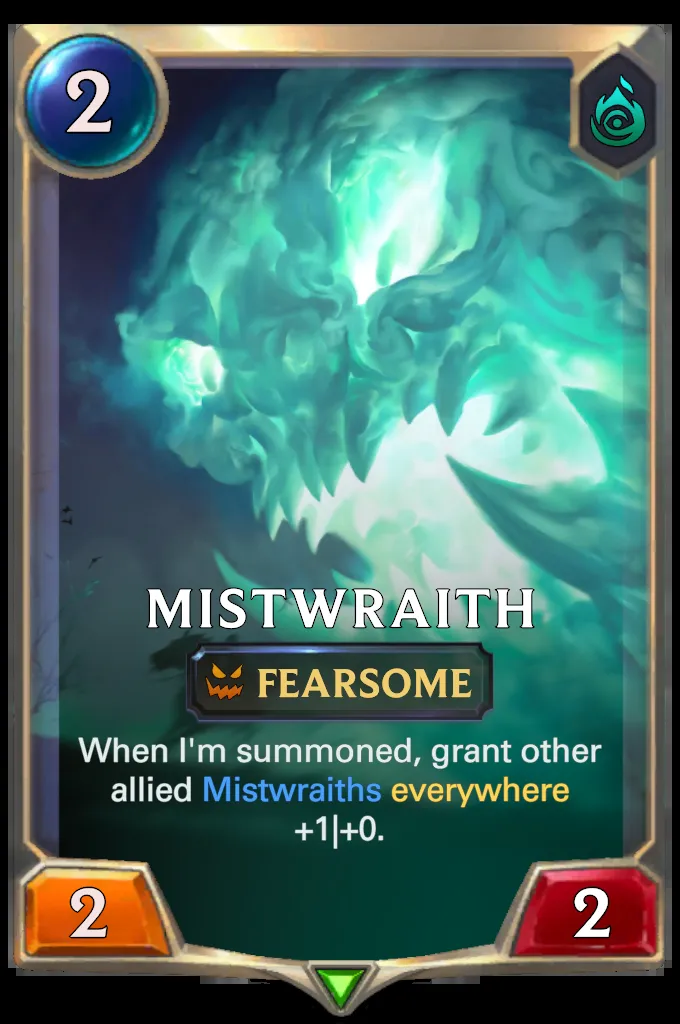 2
MISTWRAITH
FEARSOME
When I'm summoned, grant other
allied Mistwraiths everywhere
+1|+0.
2
2